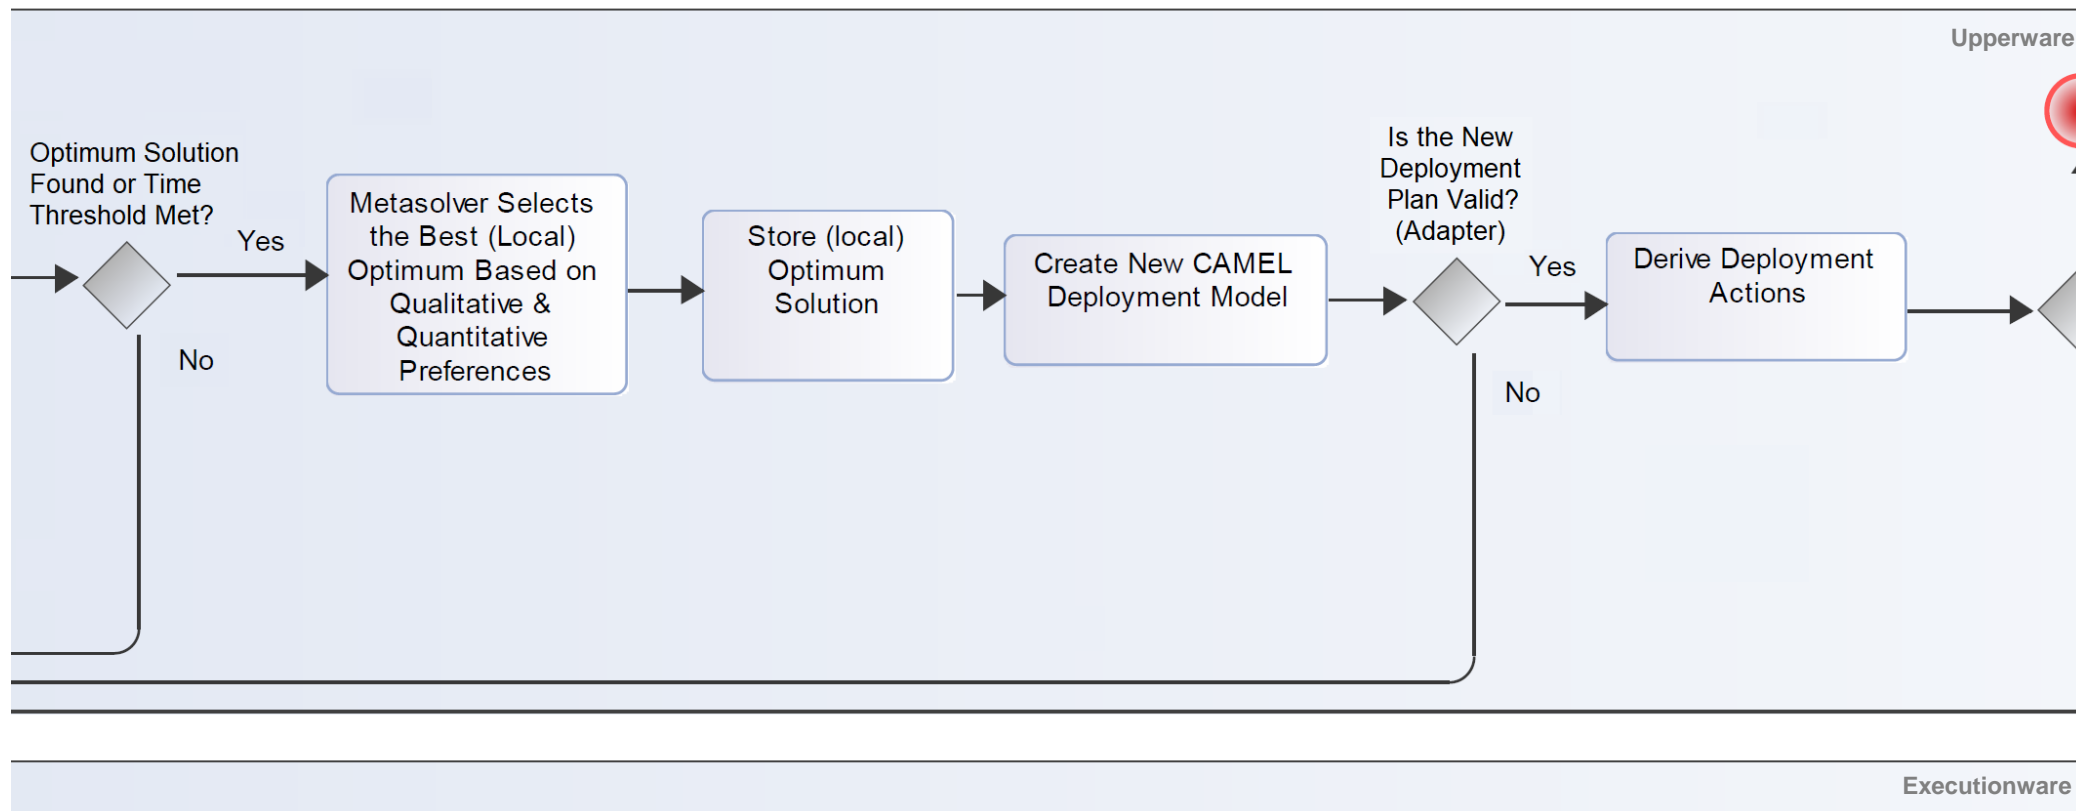 Upperware
Optimum Solution
Found or Time
Threshold Met?
Yes
No
Metasolver Selects
the Best (Local)
Optimum Based on
Qualitative &
Quantitative
Preferences
Store (local)
Optimum
Solution
Create New CAMEL
Deployment Model
Is the New
Deployment
Plan Valid?
(Adapter)
Yes
No
Derive Deployment
Actions
Executionware